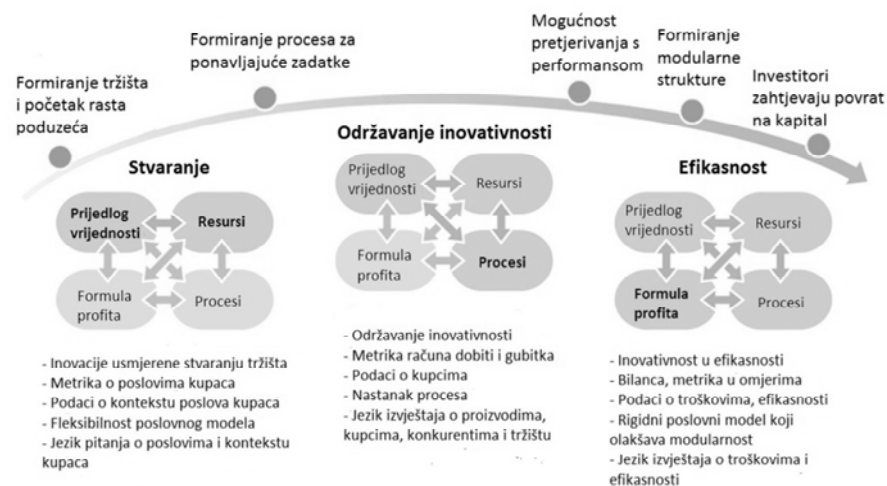 Formiranje tržišta
i početak rasta
poduzeća
Formiranje procesa za
ponavljajuće zadatke
Mogućnost
pretjerivanja s
performansom
Formiranje
modularne
strukture
Investitori
zahtjevaju povrat
na kapital
Stvaranje
Prijedlog
vrijednosti
Resursi
Formula
profita
Procesi
- Inovacije usmjerene stvaranju tržišta
- Metrika o poslovima kupaca
- Podaci o kontekstu poslova kupaca
- Fleksibilnost poslovnog modela
- Jezik pitanja o poslovima i kontekstu
kupaca
Održavanje inovativnosti
Prijedlog
vrijednosti
Resursi
Formula
profita
Procesi
- Održavanje inovativnosti
- Metrika računa dobiti i gubitka
- Podaci o kupcima
- Nastanak procesa
- Jezik izvještaja o proizvodima,
kupcima, konkurentima i tržištu
Efikasnost
Prijedlog
vrijednosti
Resursi
Formula
profita
Procesi
- Inovativnost u efikasnosti
- Bilanca, metrika u omjerima
- Podaci o troškovima, efikasnosti
- Rigidni poslovni model koji
olakšava modularnost
- Jezik izvještaja o troškovima i
efikasnosti